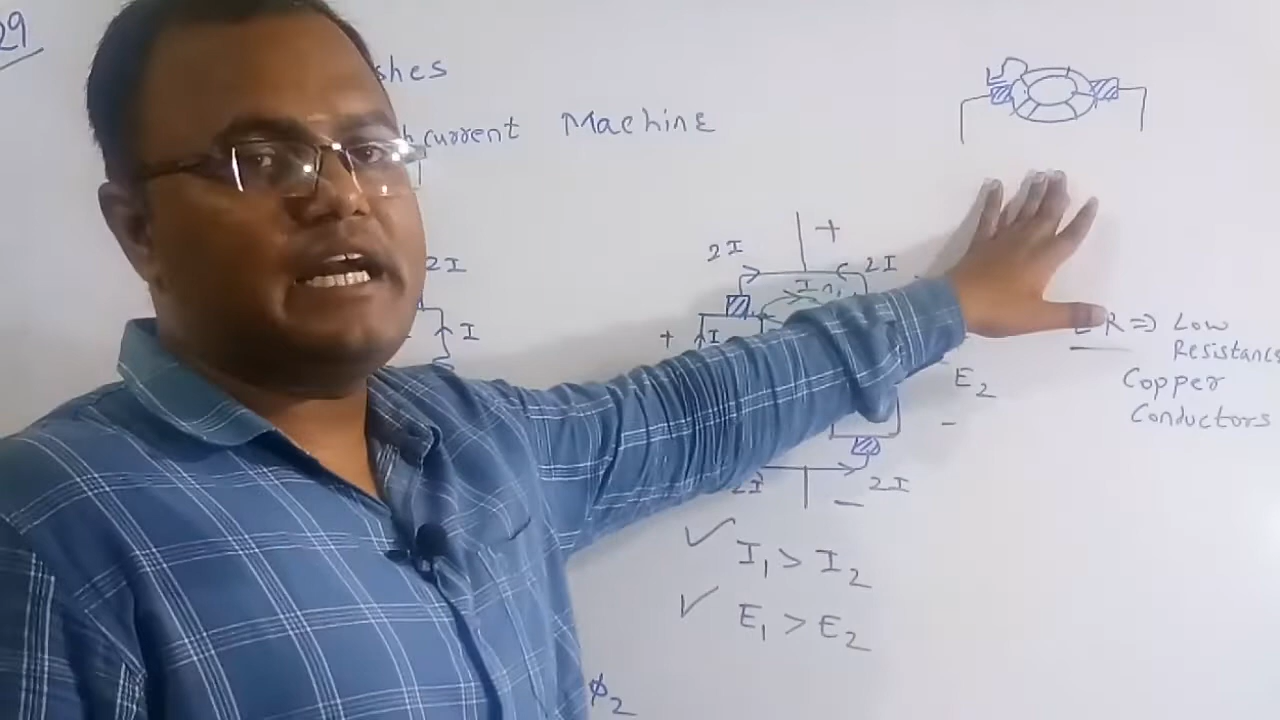 29
shes
current Machine
2I
I
+
2I
2I
+
I
E2
-
ER => Low
Resistance
Copper
Conductors
2I
2I
-
✓ I1 > I2
✓ E1 > E2
ϕ2